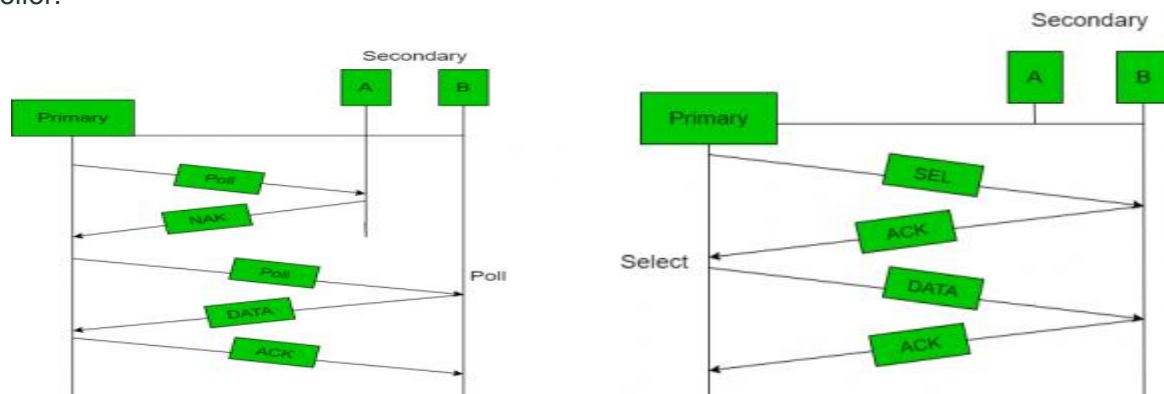 Secondary
A B
Primary
Poll
NAK
Poll
Poll
DATA
ACK
Secondary
A B
Primary
SEL
ACK
Select
DATA
ACK